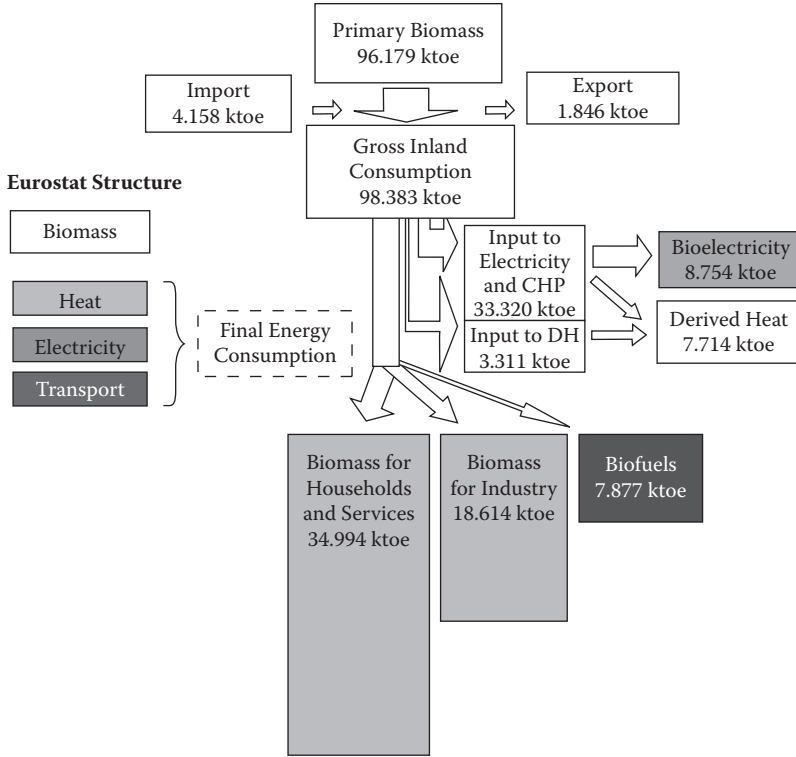 Primary Biomass
96.179 ktoe
Import
4.158 ktoe
Export
1.846 ktoe
Gross Inland
Consumption
98.383 ktoe
Eurostat Structure
Biomass
Heat
Electricity
Transport
Final Energy
Consumption
Input to
Electricity
and CHP
33.320 ktoe
Input to DH
3.311 ktoe
Bioelectricity
8.754 ktoe
Derived Heat
7.714 ktoe
Biomass for
Households
and Services
34.994 ktoe
Biomass
for Industry
18.614 ktoe
Biofuels
7.877 ktoe